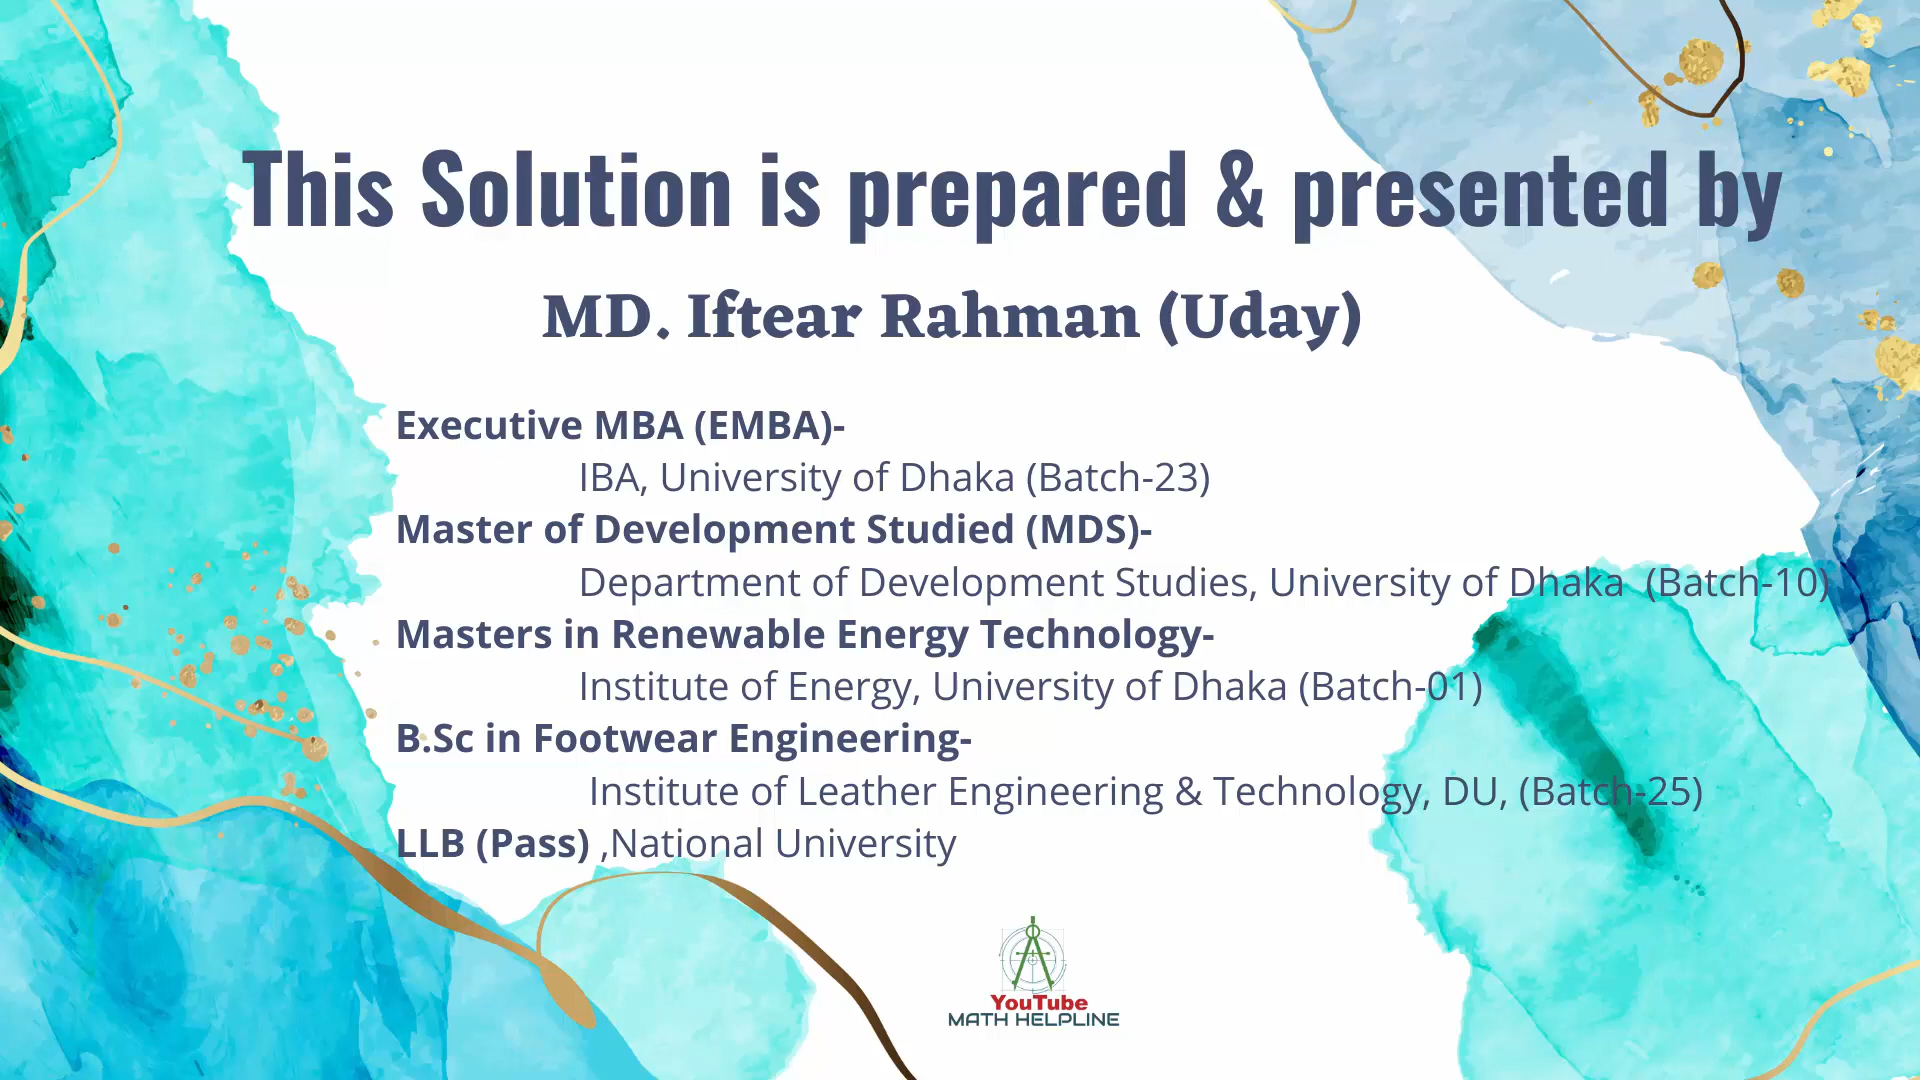 This Solution is prepared & presented by
MD. Iftear Rahman (Uday)
Executive MBA (EMBA)-
IBA, University of Dhaka (Batch-23)
Master of Development Studied (MDS)-
Department of Development Studies, University of Dhaka (Batch-10)
Masters in Renewable Energy Technology-
Institute of Energy, University of Dhaka (Batch-01)
B.Sc in Footwear Engineering-
Institute of Leather Engineering & Technology, DU, (Batch-25)
LLB (Pass) ,National University
YouTube
MATH HELPLINE